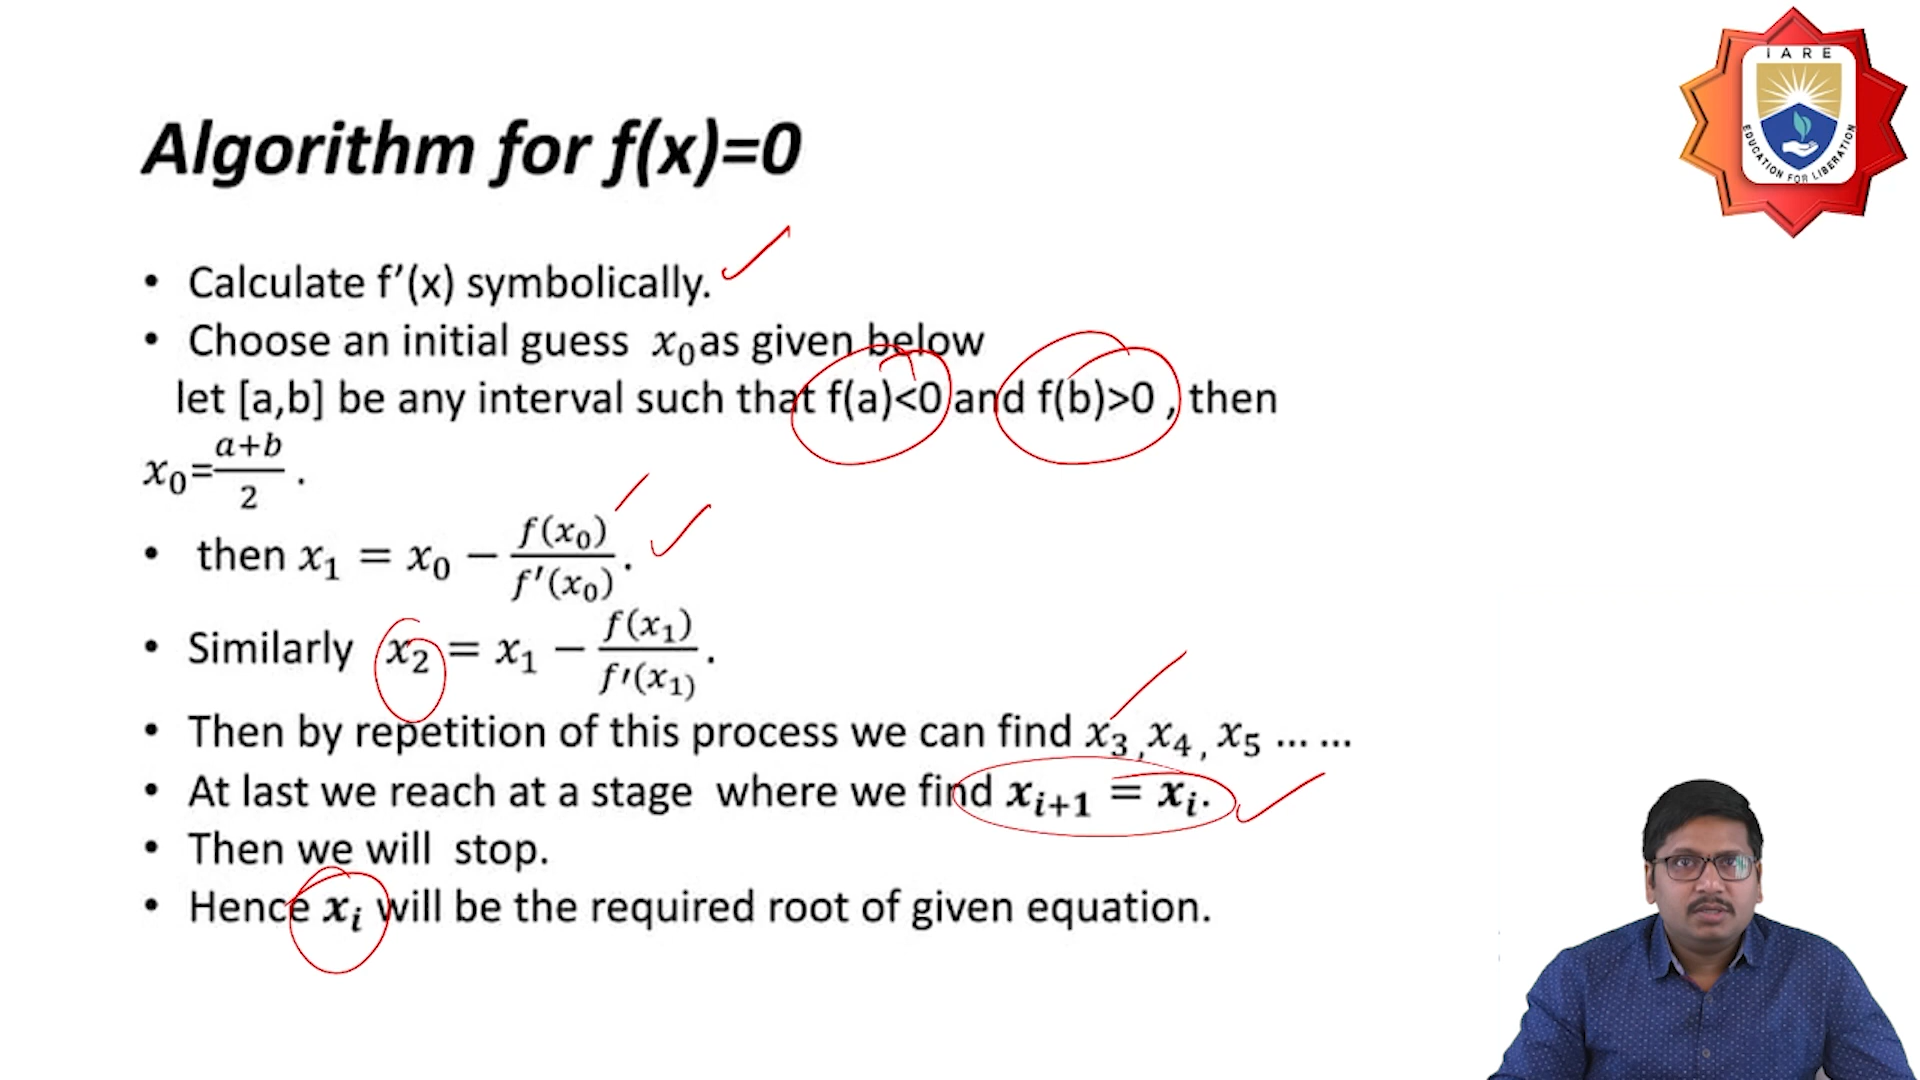 IARE
EDUCATION FOR LIBERATION
Algorithm for f(x)=0
• Calculate f’(x) symbolically.
• Choose an initial guess x₀as given below
let [a,b] be any interval such that f(a)<0 and f(b)>0 , then
x₀=(a+b)/2 .
• then x₁ = x₀ − f(x₀)/f′(x₀) .
• Similarly x₂ = x₁ − f(x₁)/f′(x₁) .
• Then by repetition of this process we can find x₃ ,x₄ , x₅ ... ...
• At last we reach at a stage where we find xᵢ₊₁ = xᵢ.
• Then we will stop.
• Hence xᵢ will be the required root of given equation.